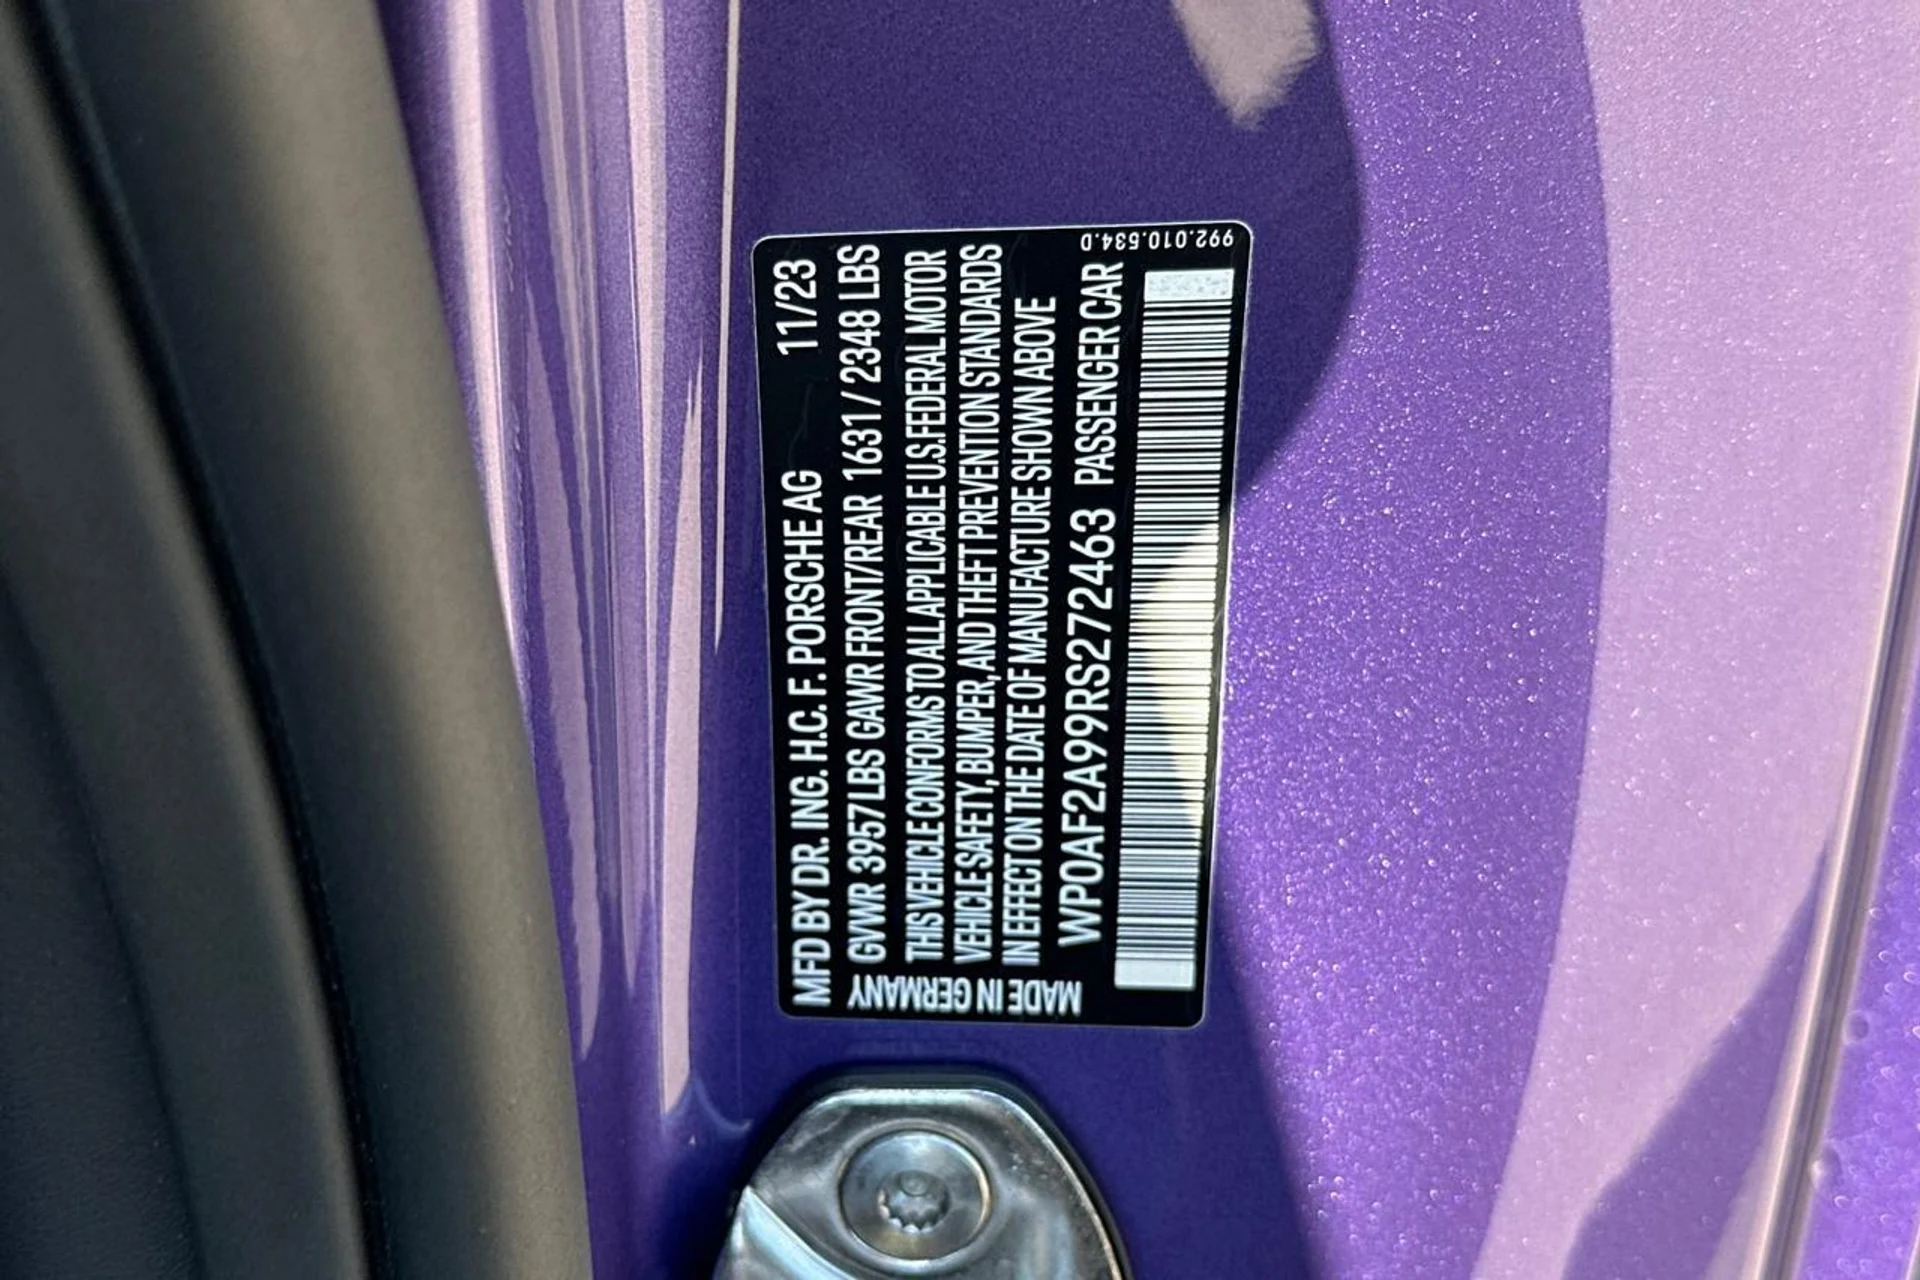 MFD BY DR. ING. H.C. F. PORSCHE AG 11/23
GVWR 3957 LBS GAWR FRONT/REAR 1631 / 2348 LBS
THIS VEHICLE CONFORMS TO ALL APPLICABLE U.S. FEDERAL MOTOR
VEHICLE SAFETY, BUMPER, AND THEFT PREVENTION STANDARDS
IN EFFECT ON THE DATE OF MANUFACTURE SHOWN ABOVE
WP0AF2A99RS272463 PASSENGER CAR
MADE IN GERMANY
992.010.534.D